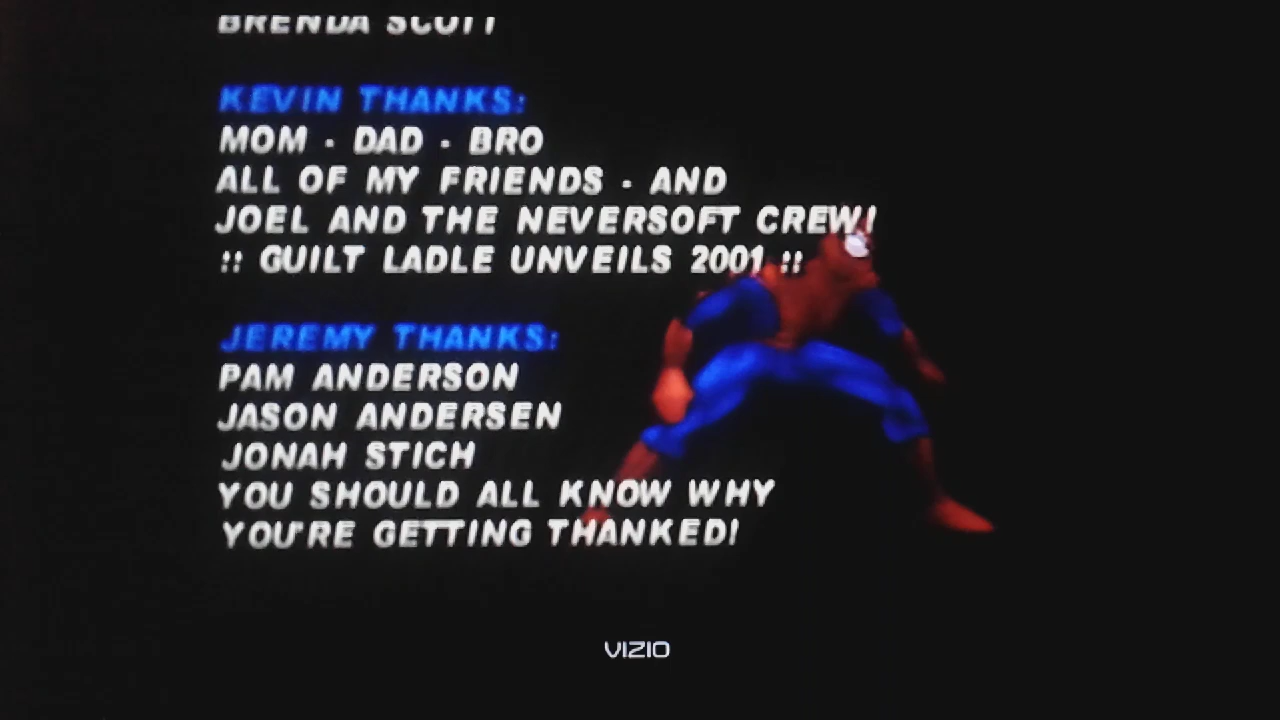 BRENDA SCOTT
KEVIN THANKS:
MOM - DAD - BRO
ALL OF MY FRIENDS - AND
JOEL AND THE NEVERSOFT CREW!
:: GUILT LADLE UNVEILS 2001 ::
JEREMY THANKS:
PAM ANDERSON
JASON ANDERSEN
JONAH STICH
YOU SHOULD ALL KNOW WHY
YOU'RE GETTING THANKED!
VIZIO